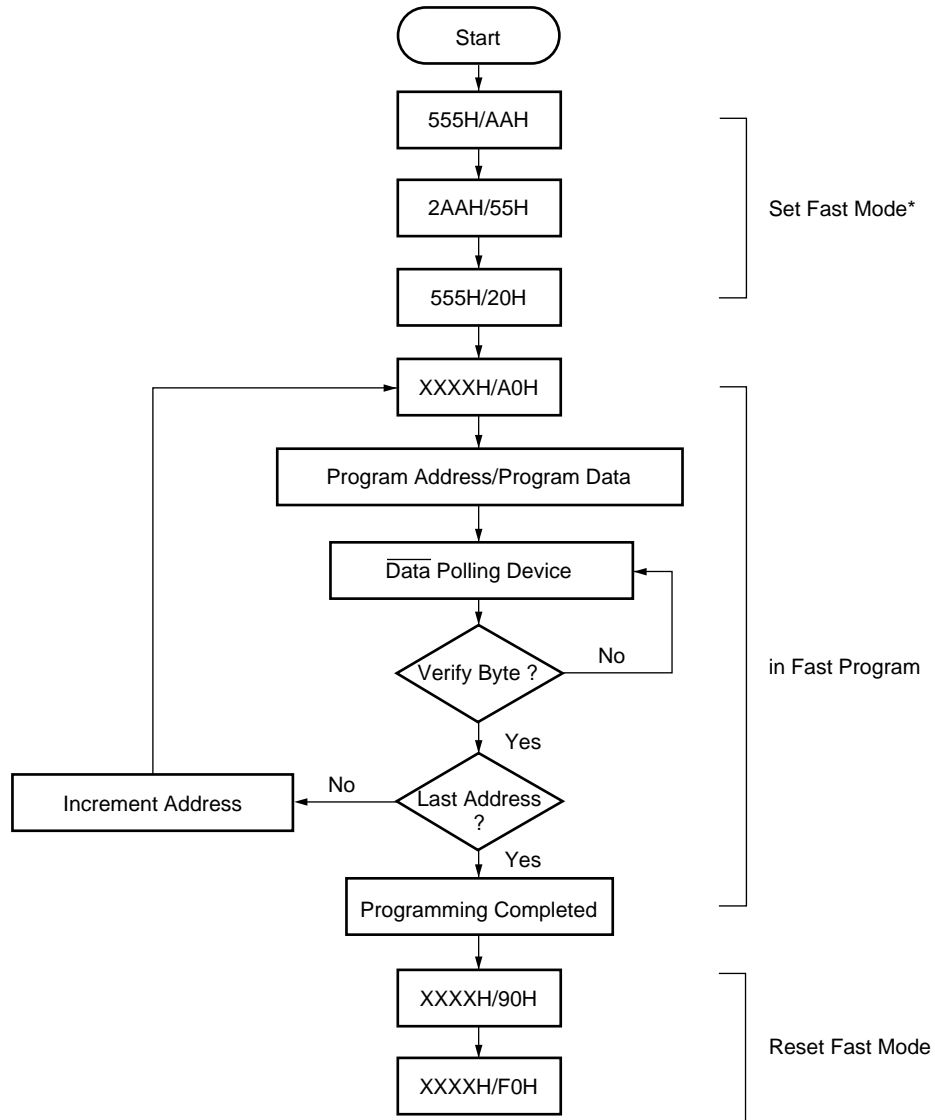 Start
555H/AAH
2AAH/55H
Set Fast Mode*
555H/20H
XXXXH/A0H
Program Address/Program Data
Data Polling Device
Verify Byte ?
No
in Fast Program
Yes
Increment Address
No
Last Address
?
Yes
Programming Completed
XXXXH/90H
Reset Fast Mode
XXXXH/F0H